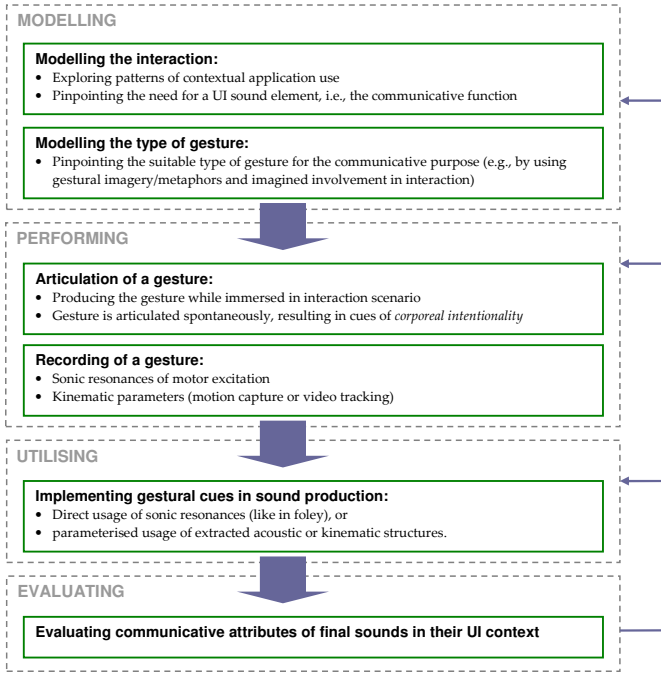 MODELLING
Modelling the interaction:
• Exploring patterns of contextual application use
• Pinpointing the need for a UI sound element, i.e., the communicative function
Modelling the type of gesture:
• Pinpointing the suitable type of gesture for the communicative purpose (e.g., by using
gestural imagery/metaphors and imagined involvement in interaction)
PERFORMING
Articulation of a gesture:
• Producing the gesture while immersed in interaction scenario
• Gesture is articulated spontaneously, resulting in cues of corporeal intentionality
Recording of a gesture:
• Sonic resonances of motor excitation
• Kinematic parameters (motion capture or video tracking)
UTILISING
Implementing gestural cues in sound production:
• Direct usage of sonic resonances (like in foley), or
• parameterised usage of extracted acoustic or kinematic structures.
EVALUATING
Evaluating communicative attributes of final sounds in their UI context